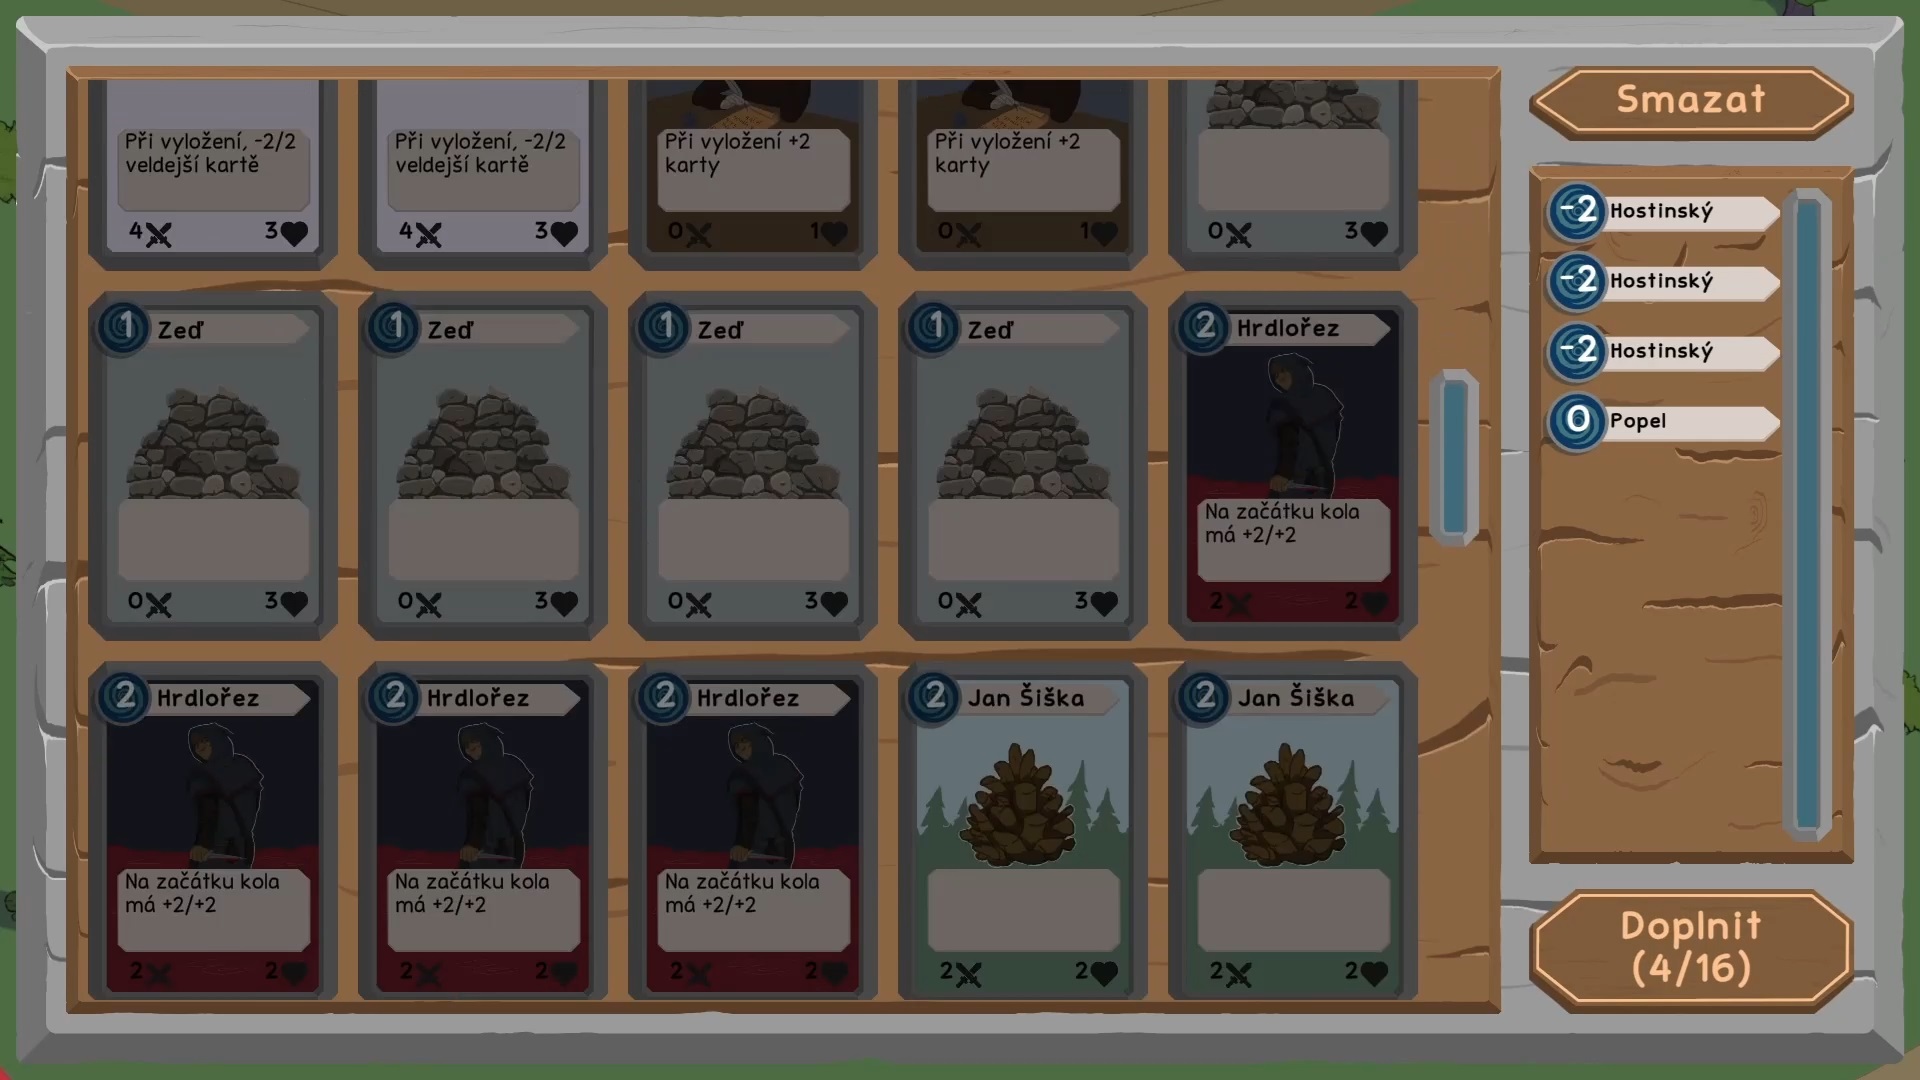 Při vyložení, -2/2
veldejší kartě
4 3
Při vyložení, -2/2
veldejší kartě
4 3
Při vyložení +2
karty
0 1
Při vyložení +2
karty
0 1
0 3
1 Zeď
0 3
1 Zeď
0 3
1 Zeď
0 3
1 Zeď
0 3
2 Hrdlořez
Na začátku kola
má +2/+2
2 2
2 Hrdlořez
Na začátku kola
má +2/+2
2 2
2 Hrdlořez
Na začátku kola
má +2/+2
2 2
2 Hrdlořez
Na začátku kola
má +2/+2
2 2
2 Jan Šiška
2 2
2 Jan Šiška
2 2
Smazat
-2 Hostinský
-2 Hostinský
-2 Hostinský
0 Popel
Doplnit
(4/16)